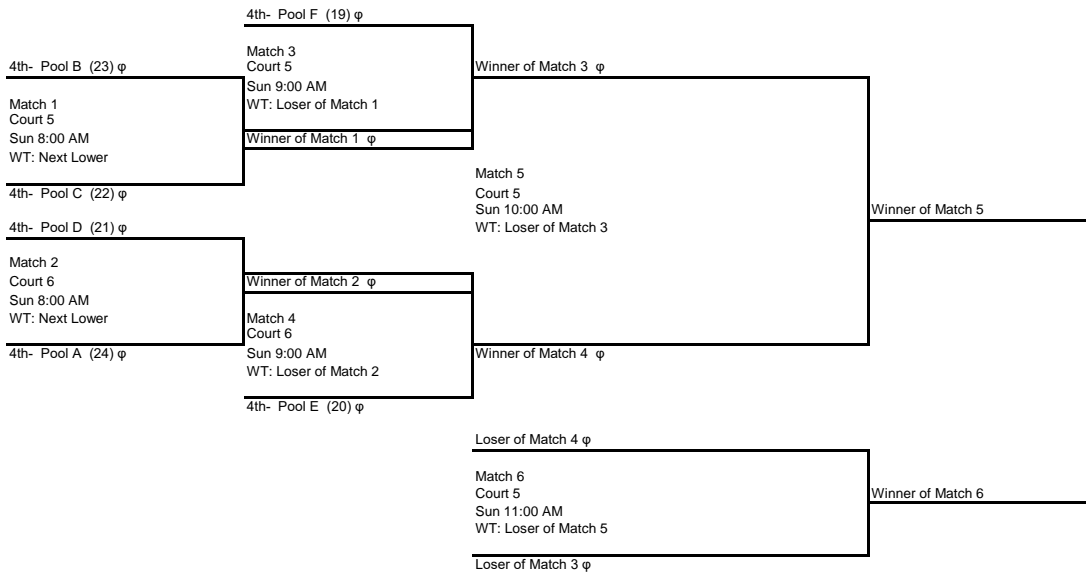 4th-  Pool F  (19) φ
Match 3
Court 5
Sun 9:00 AM
WT: Loser of Match 1
4th-  Pool B  (23) φ
Match 1
Court 5
Sun 8:00 AM
WT: Next Lower
Winner of Match 1  φ
4th-  Pool C  (22) φ
Winner of Match 3  φ
Match 5
Court 5
Sun 10:00 AM
WT: Loser of Match 3
Winner of Match 5
4th-  Pool D  (21) φ
Match 2
Court 6
Sun 8:00 AM
WT: Next Lower
4th-  Pool A  (24) φ
Winner of Match 2  φ
Match 4
Court 6
Sun 9:00 AM
WT: Loser of Match 2
Winner of Match 4  φ
4th-  Pool E  (20) φ
Loser of Match 4 φ
Match 6
Court 5
Sun 11:00 AM
WT: Loser of Match 5
Winner of Match 6
Loser of Match 3 φ